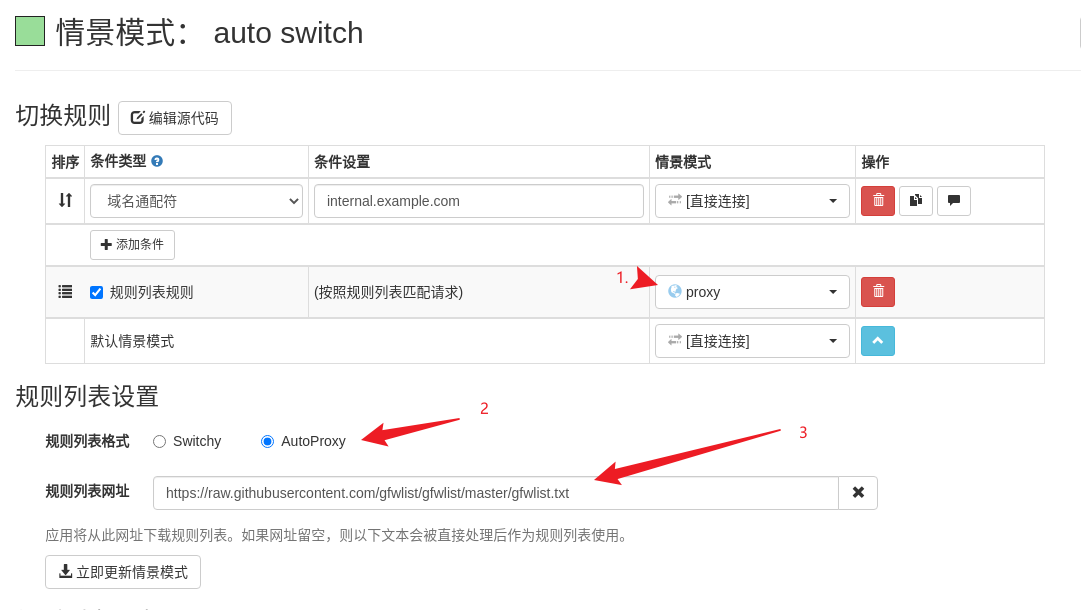 情景模式： auto switch
切换规则 编辑源代码
排序 条件类型 条件设置 情景模式 操作
域名通配符 internal.example.com [直接连接]
添加条件
1.
规则列表规则 (按照规则列表匹配请求) proxy
默认情景模式 [直接连接]
规则列表设置
2
规则列表格式 Switchy AutoProxy
3
规则列表网址 https://raw.githubusercontent.com/gfwlist/gfwlist/master/gfwlist.txt
应用将从此网址下载规则列表。如果网址留空，则以下文本会被直接处理后作为规则列表使用。
立即更新情景模式